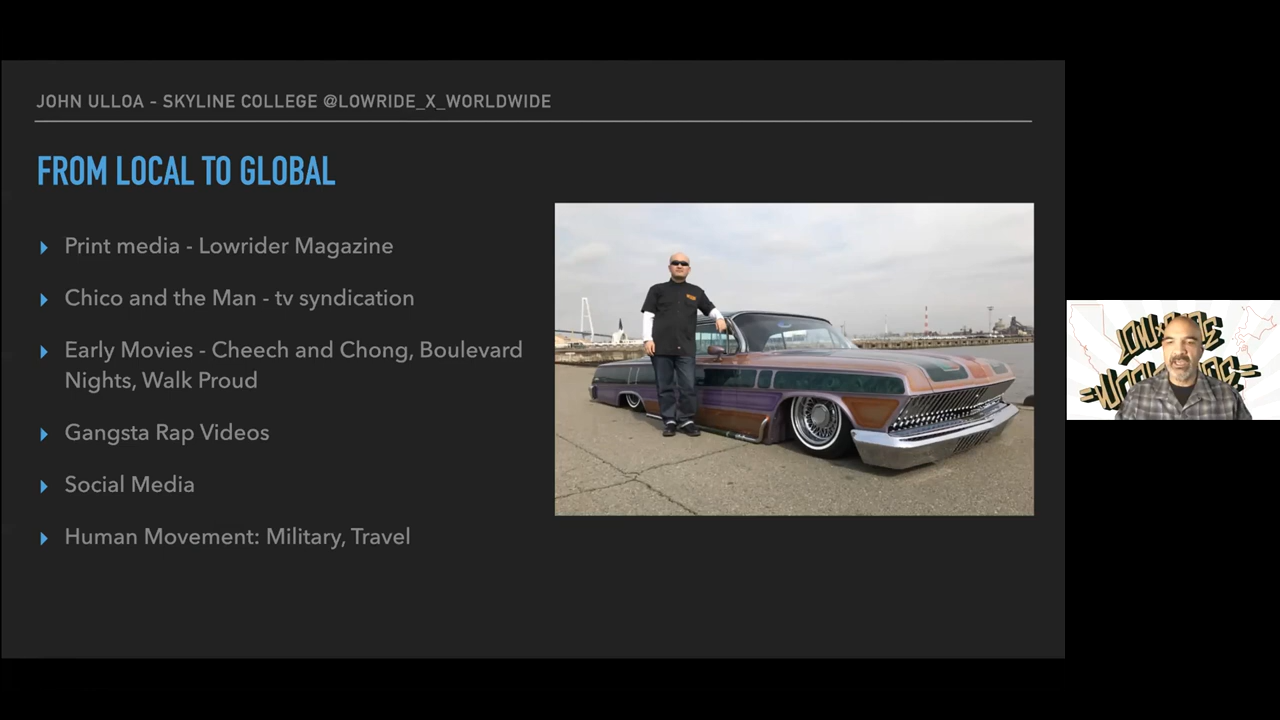 JOHN ULLOA - SKYLINE COLLEGE @LOWRIDE_X_WORLDWIDE
FROM LOCAL TO GLOBAL
Print media - Lowrider Magazine
Chico and the Man - tv syndication
Early Movies - Cheech and Chong, Boulevard
Nights, Walk Proud
Gangsta Rap Videos
Social Media
Human Movement: Military, Travel